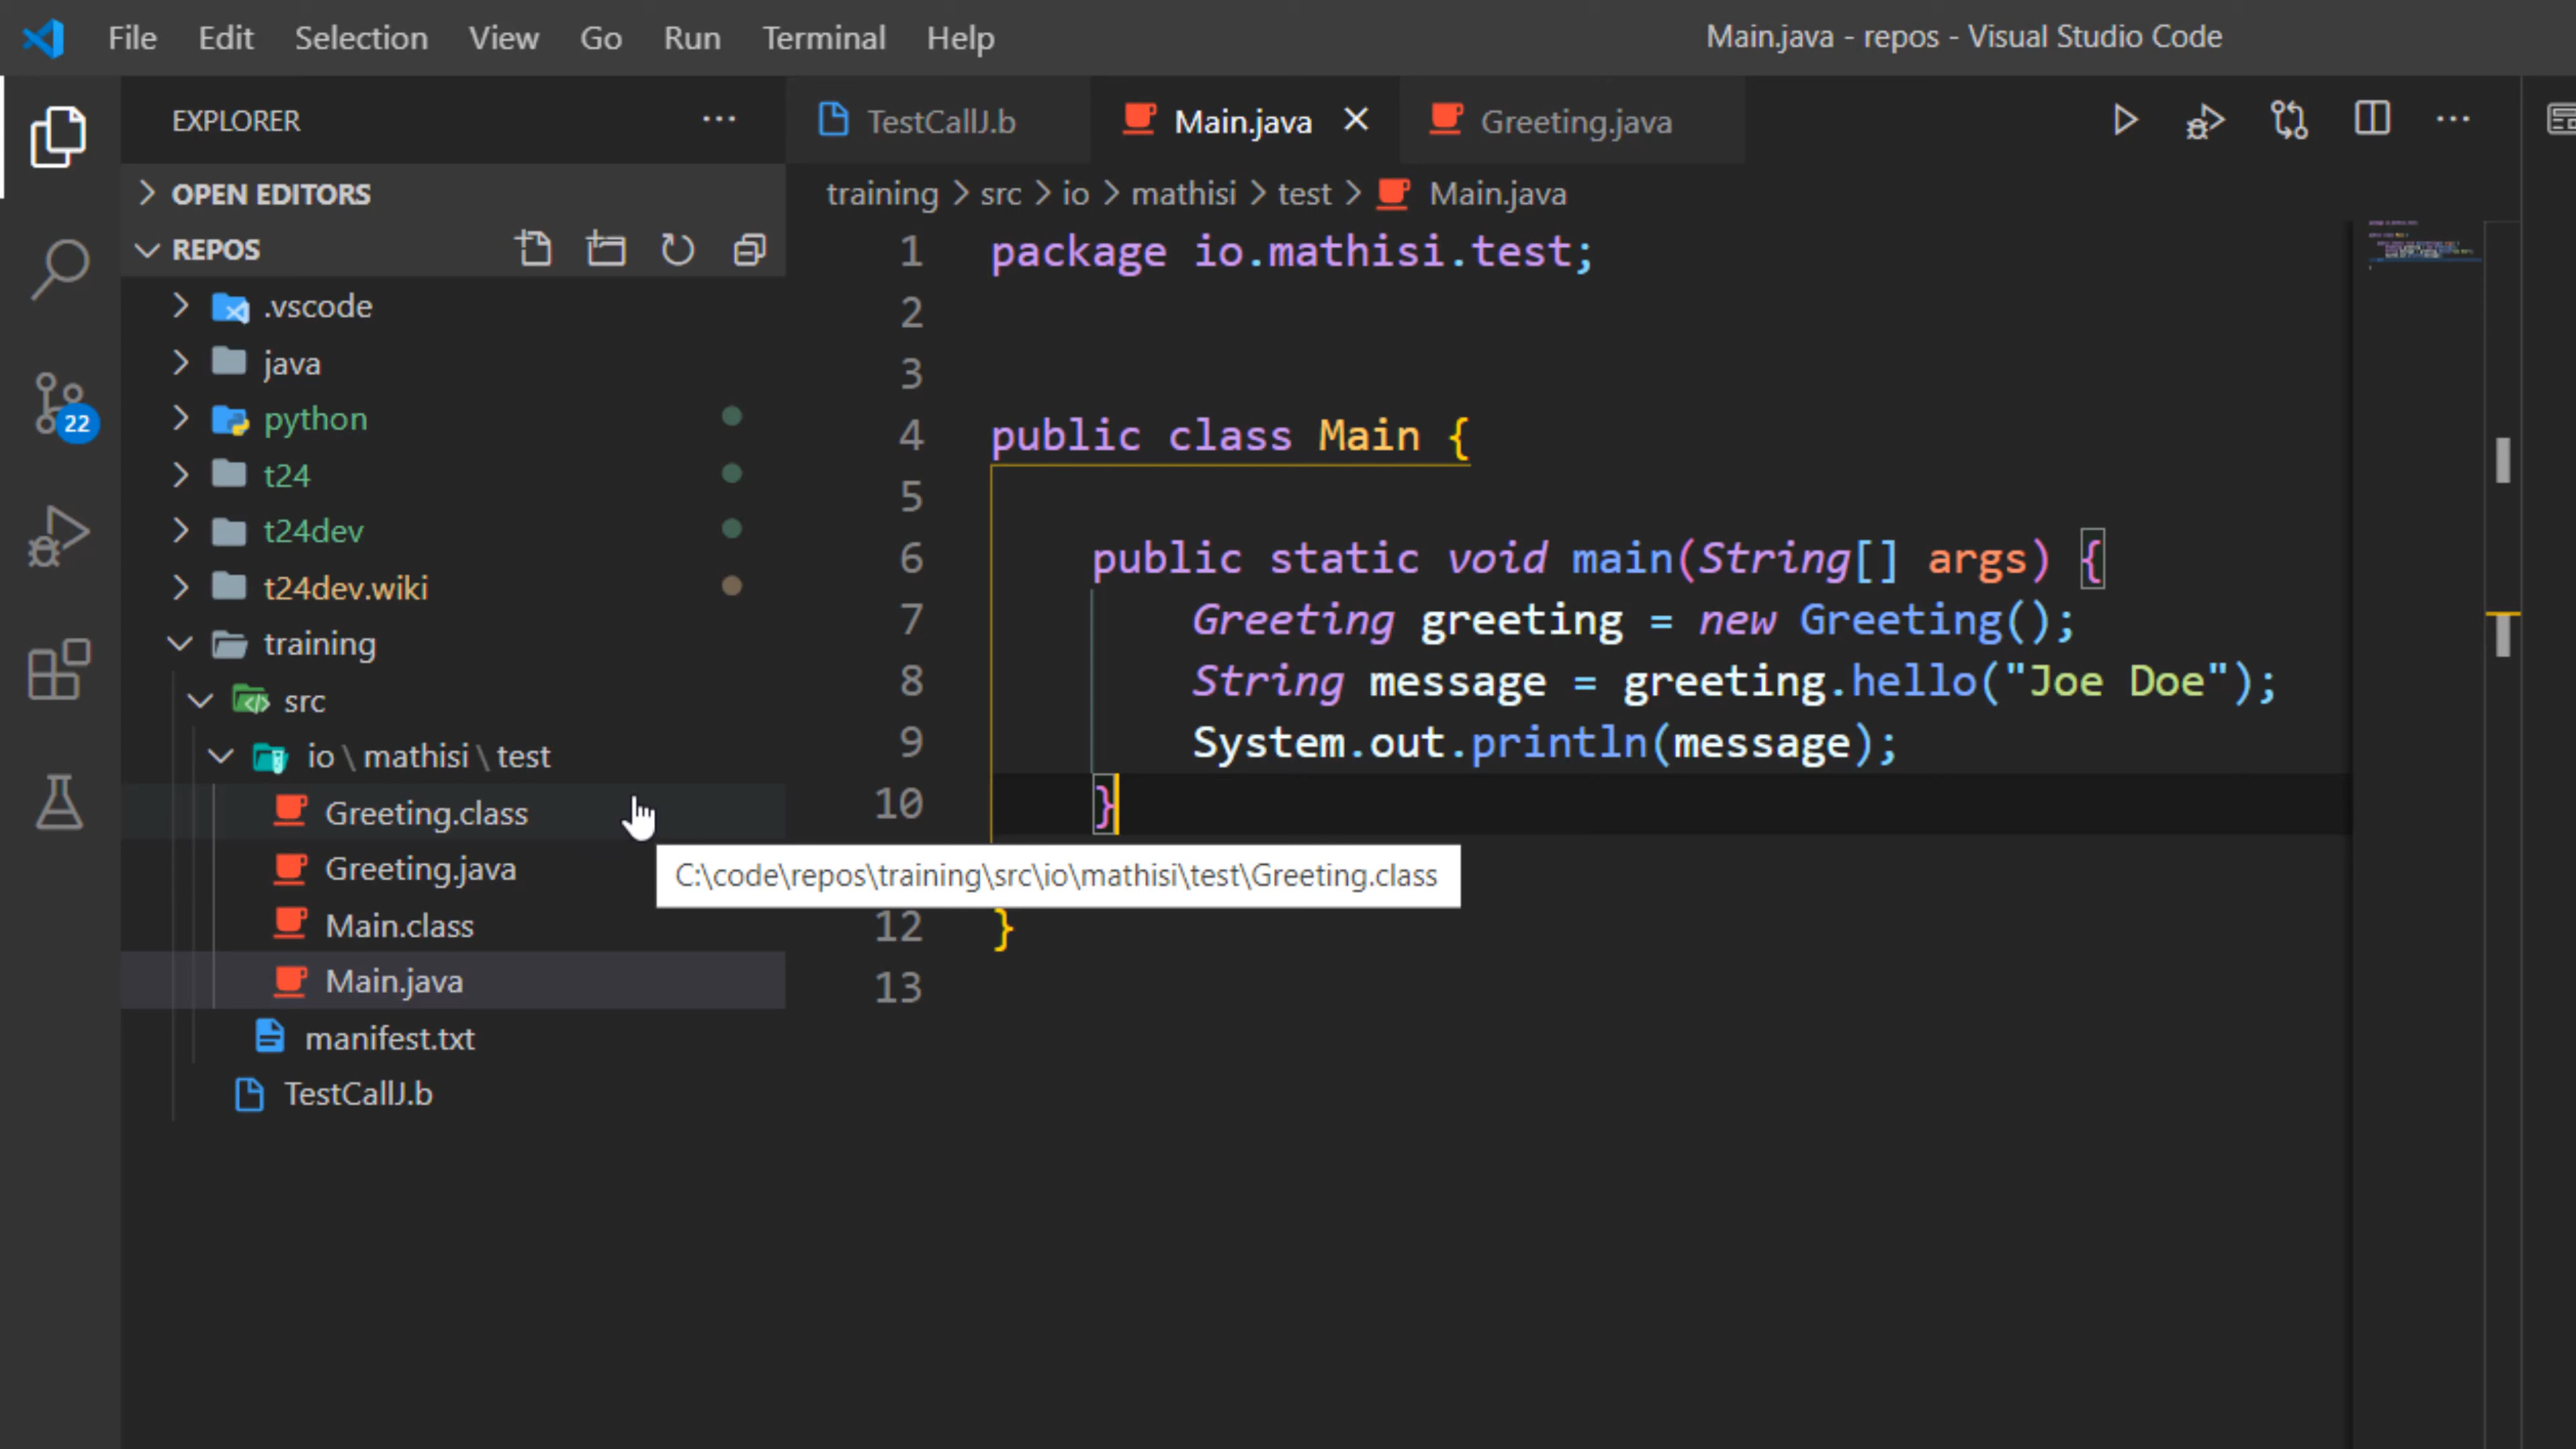 File Edit Selection View Go Run Terminal Help
Main.java - repos - Visual Studio Code
EXPLORER
OPEN EDITORS
REPOS
.vscode
java
python
t24
t24dev
t24dev.wiki
training
src
io \ mathisi \ test
Greeting.class
Greeting.java
Main.class
Main.java
manifest.txt
TestCallJ.b
22
TestCallJ.b Main.java Greeting.java
training > src > io > mathisi > test > Main.java
1 package io.mathisi.test;
2
3
4 public class Main {
5
6 public static void main(String[] args) {
7 Greeting greeting = new Greeting();
8 String message = greeting.hello("Joe Doe");
9 System.out.println(message);
10 }
C:\code\repos\training\src\io\mathisi\test\Greeting.class
12 }
13